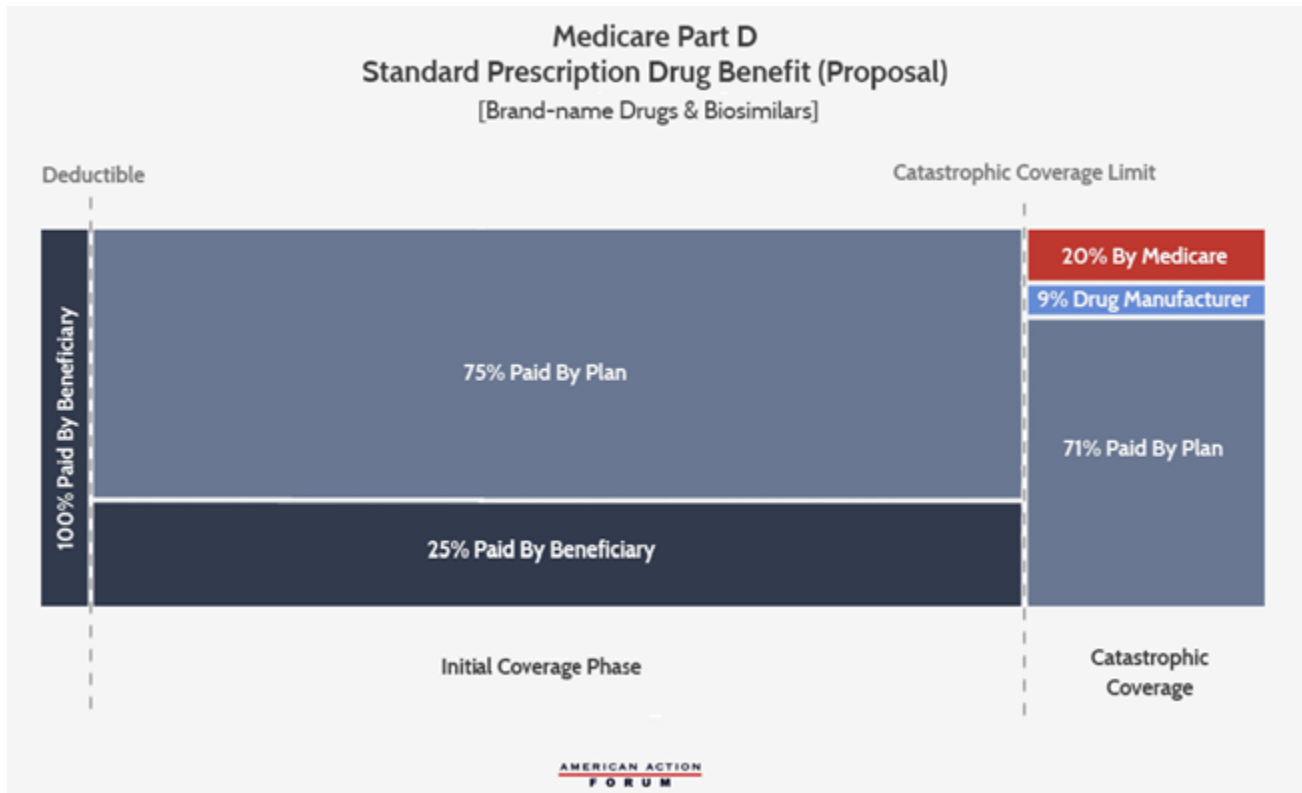 Medicare Part D
Standard Prescription Drug Benefit (Proposal)
[Brand-name Drugs & Biosimilars]
Deductible
Catastrophic Coverage Limit
100% Paid By Beneficiary
75% Paid By Plan
25% Paid By Beneficiary
20% By Medicare
9% Drug Manufacturer
71% Paid By Plan
Initial Coverage Phase
Catastrophic
Coverage
AMERICAN ACTION
FORUM